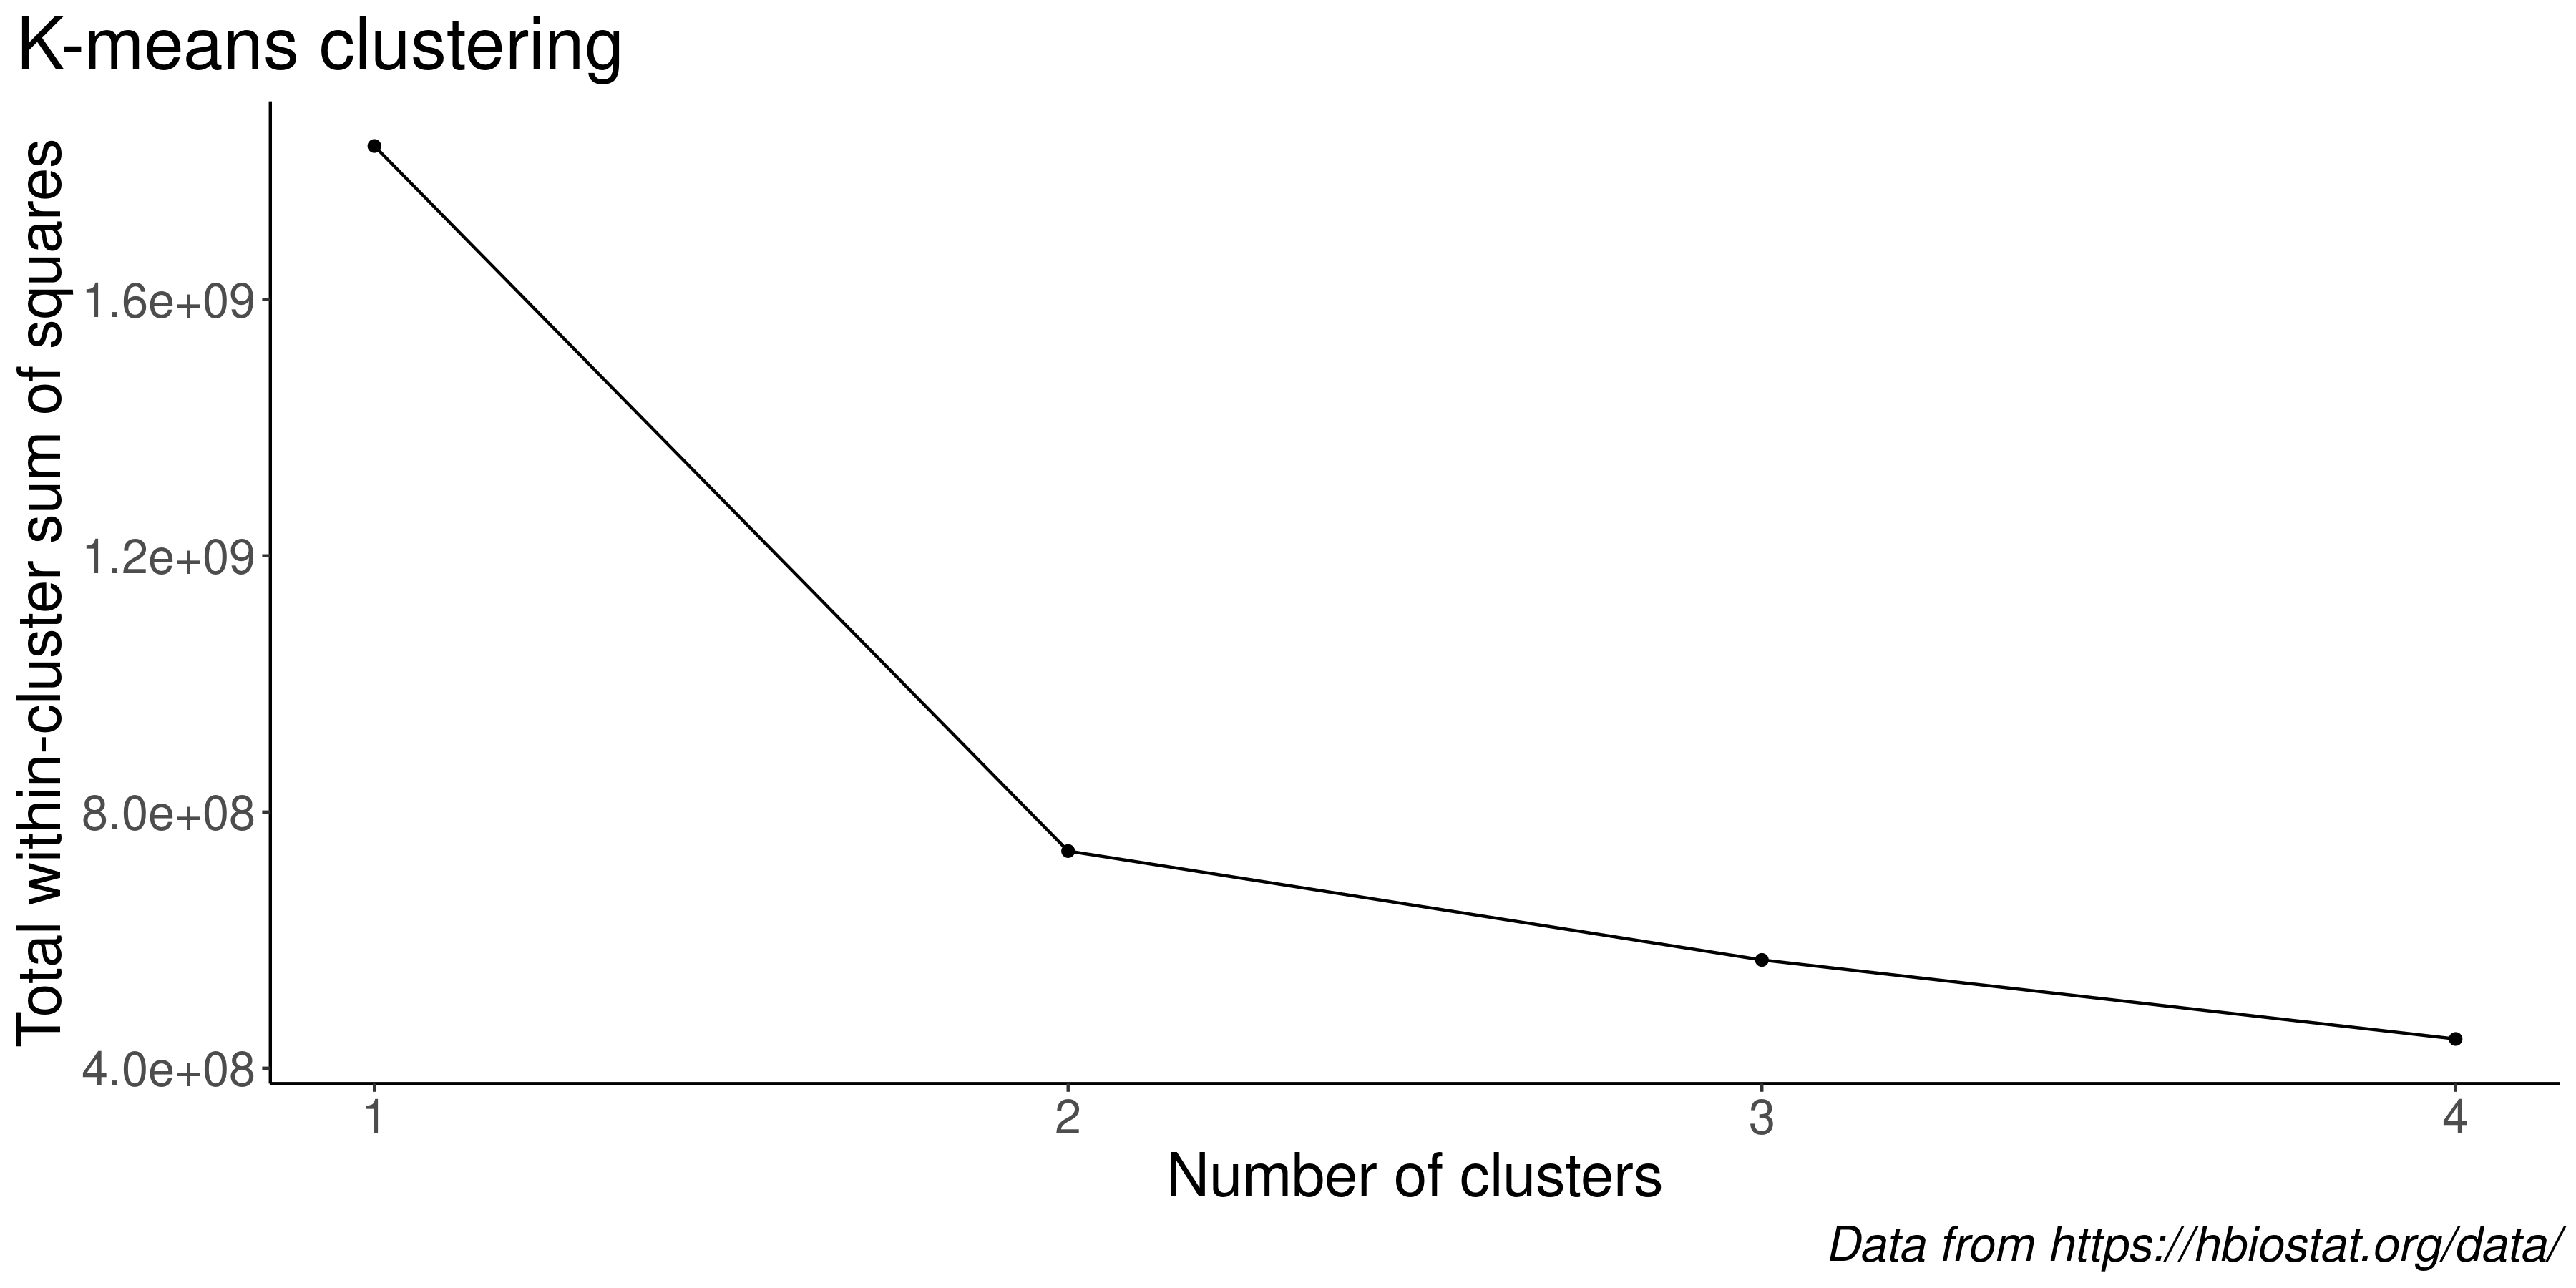 K-means clustering
Total within-cluster sum of squares
1.6e+09
1.2e+09
8.0e+08
4.0e+08
1 2 3 4
Number of clusters
Data from https://hbiostat.org/data/